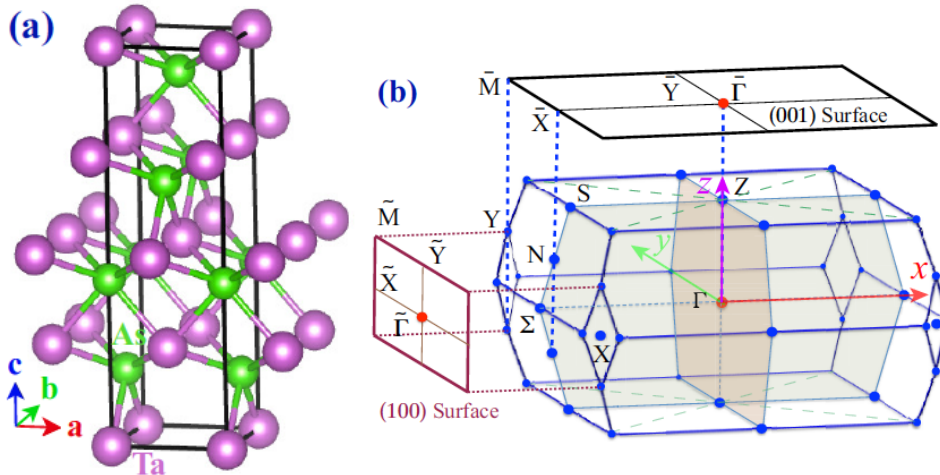 (a)
As
c
b
a
Ta
(b)
M̄
X̄
Ȳ
Γ̄
(001) Surface
z
Z
S
y
Y
N
Σ
Γ
x
X
M̃
Ỹ
X̃
Γ̃
(100) Surface